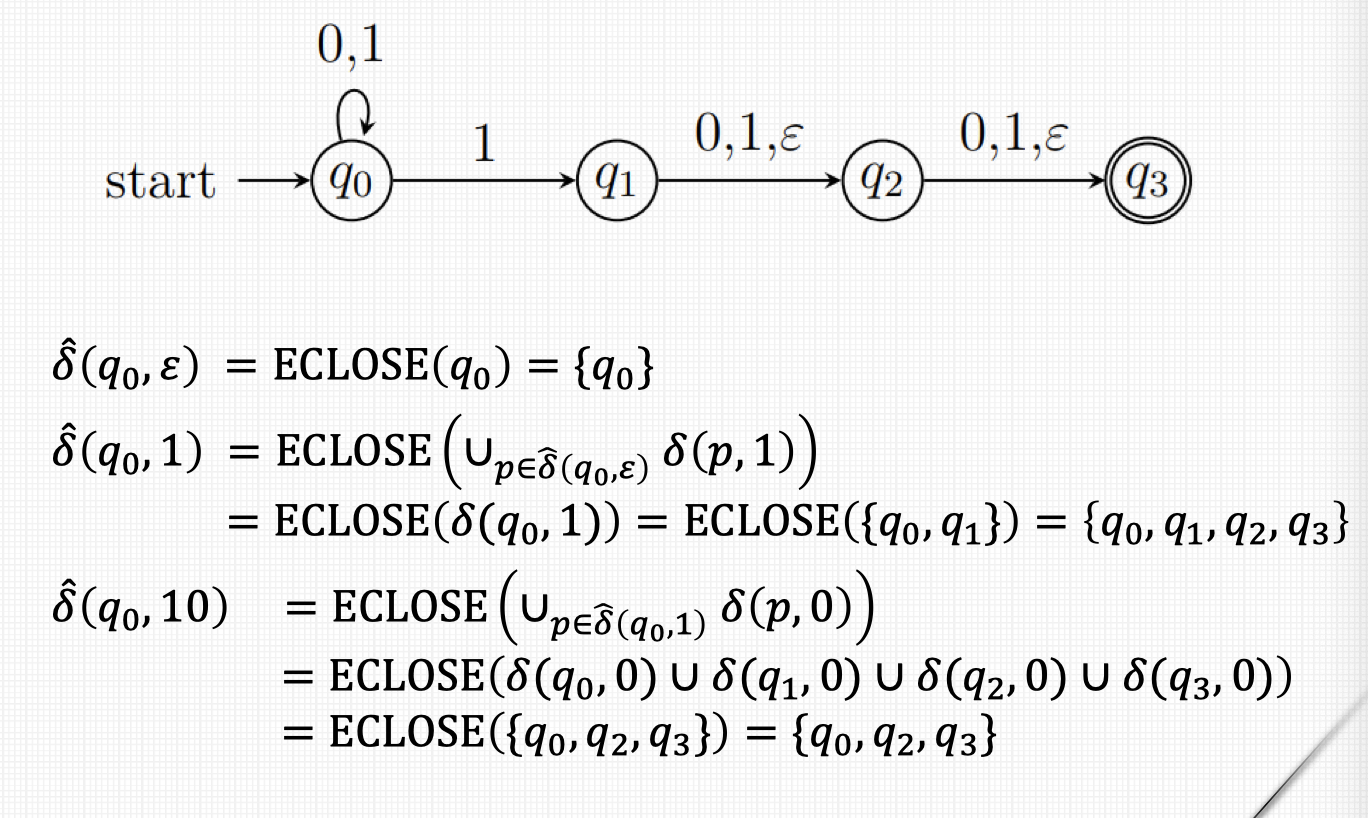 0,1
start q₀ 1 q₁ 0,1,ε q₂ 0,1,ε q₃
δ̂(q₀, ε) = ECLOSE(q₀) = {q₀}
δ̂(q₀, 1) = ECLOSE(∪_{p∈δ̂(q₀,ε)} δ(p, 1))
= ECLOSE(δ(q₀, 1)) = ECLOSE({q₀, q₁}) = {q₀, q₁, q₂, q₃}
δ̂(q₀, 10) = ECLOSE(∪_{p∈δ̂(q₀,1)} δ(p, 0))
= ECLOSE(δ(q₀, 0) ∪ δ(q₁, 0) ∪ δ(q₂, 0) ∪ δ(q₃, 0))
= ECLOSE({q₀, q₂, q₃}) = {q₀, q₂, q₃}